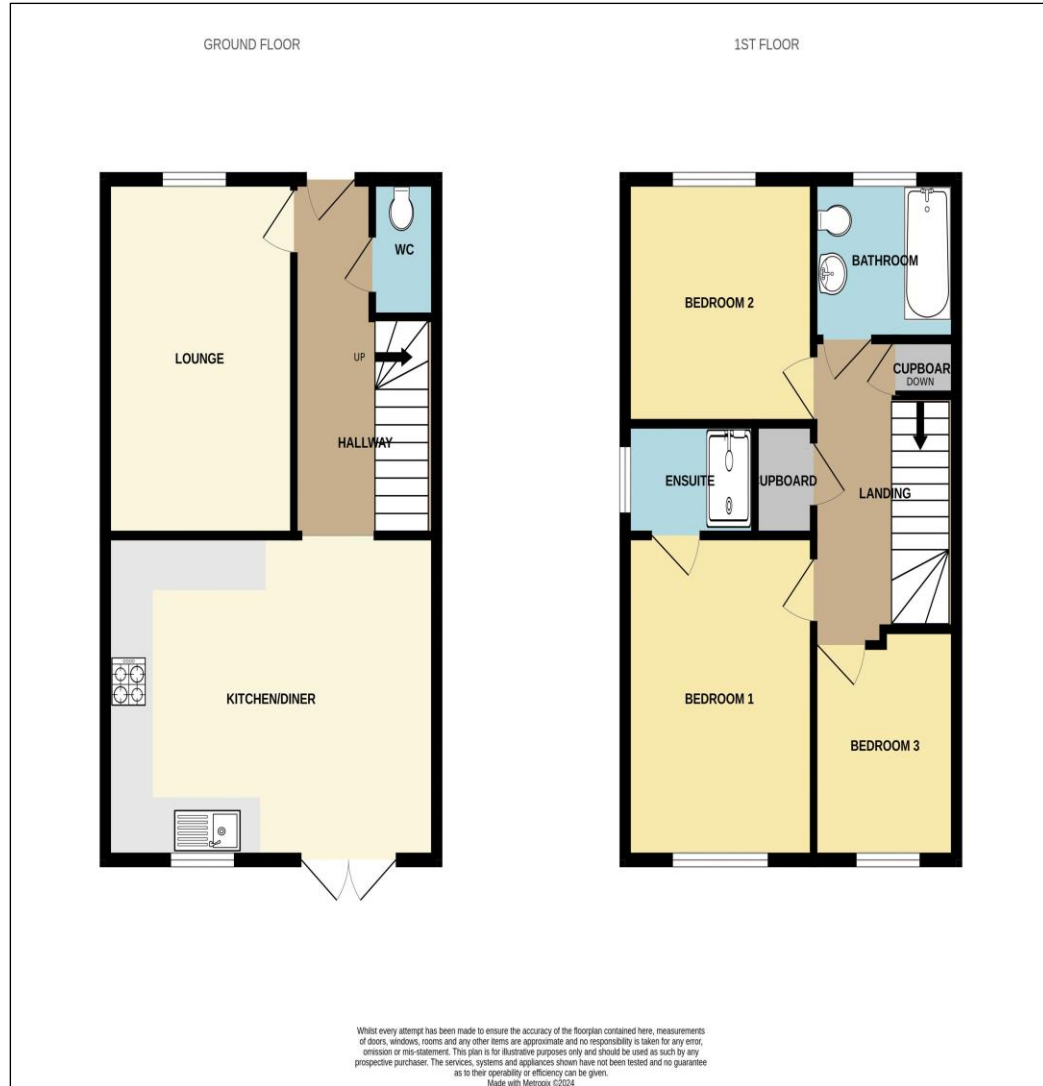 GROUND FLOOR
1ST FLOOR
WC
LOUNGE
UP
HALLWAY
KITCHEN/DINER
BATHROOM
BEDROOM 2
CUPBOAR
DOWN
ENSUITE
UPBOARD
LANDING
BEDROOM 1
BEDROOM 3
Whilst every attempt has been made to ensure the accuracy of the floorplan contained here, measurements
of doors, windows, rooms and any other items are approximate and no responsibility is taken for any error,
omission or mis-statement. This plan is for illustrative purposes only and should be used as such by any
prospective purchaser. The services, systems and appliances shown have not been tested and no guarantee
as to their operability or efficiency can be given.
Made with Metropix ©2024